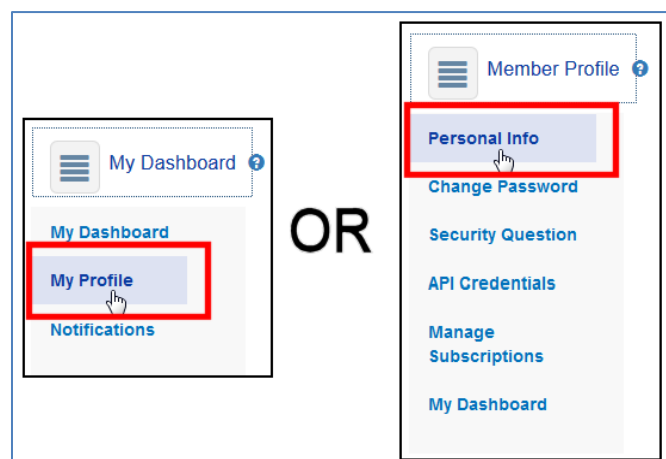 My Dashboard ?
My Dashboard
My Profile
Notifications
OR
Member Profile ?
Personal Info
Change Password
Security Question
API Credentials
Manage
Subscriptions
My Dashboard